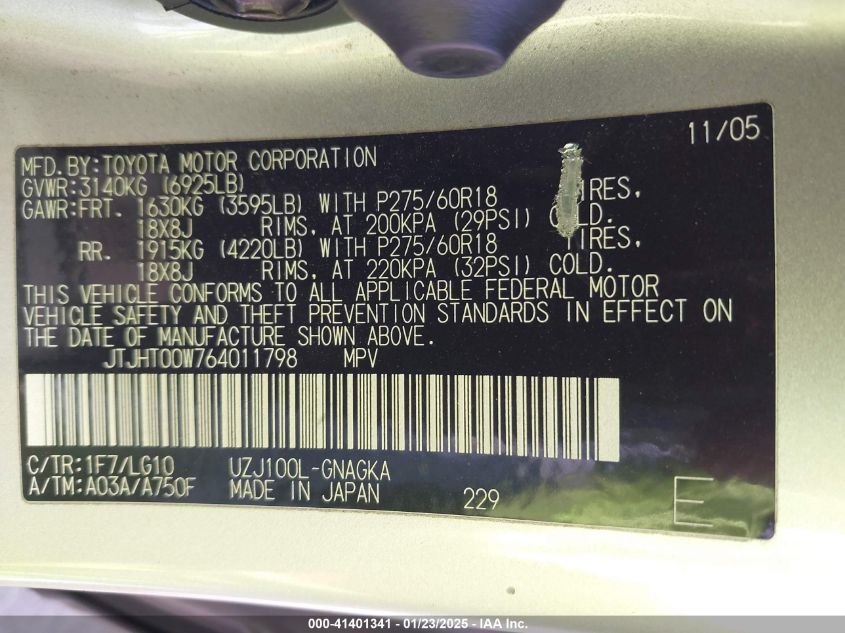 11/05
MFD. BY: TOYOTA MOTOR CORPORATION
GVWR: 3140KG (6925LB)
GAWR: FRT. 1630KG (3595LB) WITH P275/60R18 TIRES,
18X8J RIMS, AT 200KPA (29PSI) COLD.
RR. 1915KG (4220LB) WITH P275/60R18 TIRES,
18X8J RIMS, AT 220KPA (32PSI) COLD.
THIS VEHICLE CONFORMS TO ALL APPLICABLE FEDERAL MOTOR
VEHICLE SAFETY AND THEFT PREVENTION STANDARDS IN EFFECT ON
THE DATE OF MANUFACTURE SHOWN ABOVE.
JTJHT00W764011798 MPV
C/TR: 1F7/LG10 UZJ100L-GNAGKA
A/TM: A03A/A750F MADE IN JAPAN 229 E
000-41401341 / 01/23/2025 - IAA Inc.